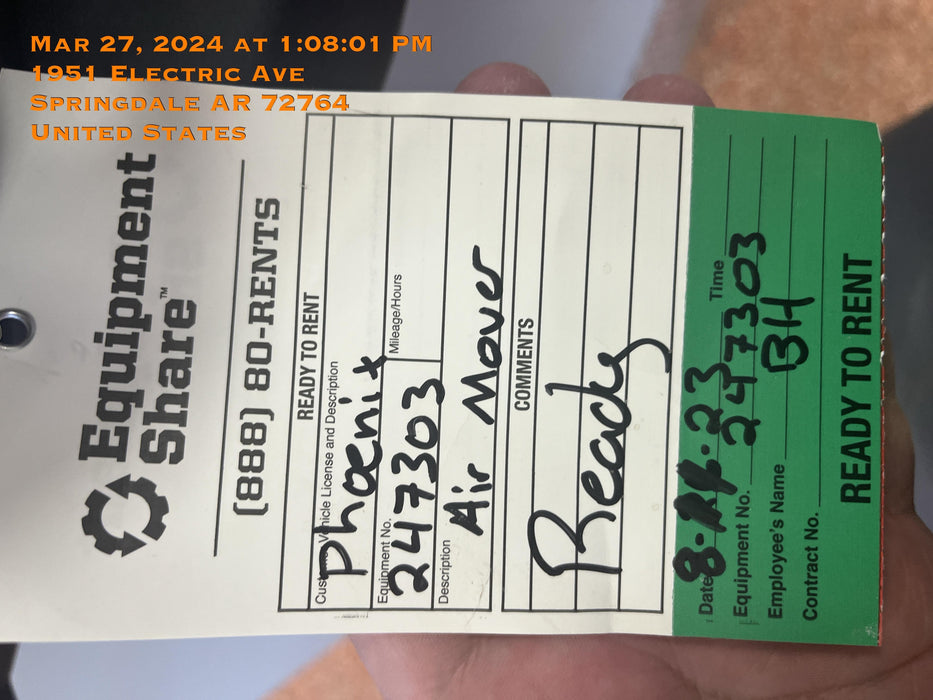 Mar 27, 2024 at 1:08:01 PM
1951 Electric Ave
Springdale AR 72764
United States
Equipment
Share™
(888) 80-RENTS
READY TO RENT
Customer Vehicle License and Description
Phoenix
Equipment No. Mileage/Hours
247303
Description
Air Mover
COMMENTS
Ready
Date 8. .23 Time
Equipment No. 247303
Employee's Name BH
Contract No.
READY TO RENT